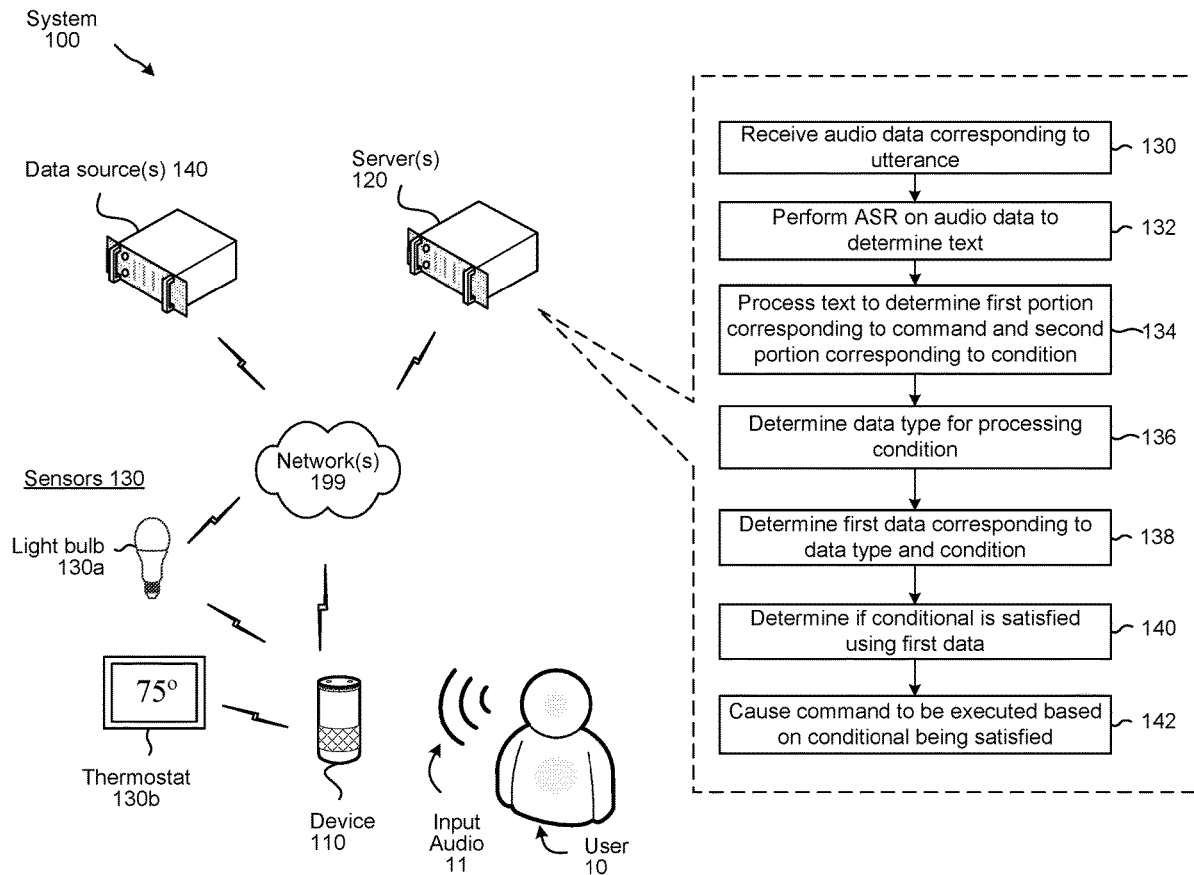 System
100
Data source(s) 140
Server(s)
120
Network(s)
199
Sensors 130
Light bulb
130a
75º
Thermostat
130b
Device
110
Input
Audio
11
User
10
Receive audio data corresponding to
utterance
130
Perform ASR on audio data to
determine text
132
Process text to determine first portion
corresponding to command and second
portion corresponding to condition
134
Determine data type for processing
condition
136
Determine first data corresponding to
data type and condition
138
Determine if conditional is satisfied
using first data
140
Cause command to be executed based
on conditional being satisfied
142